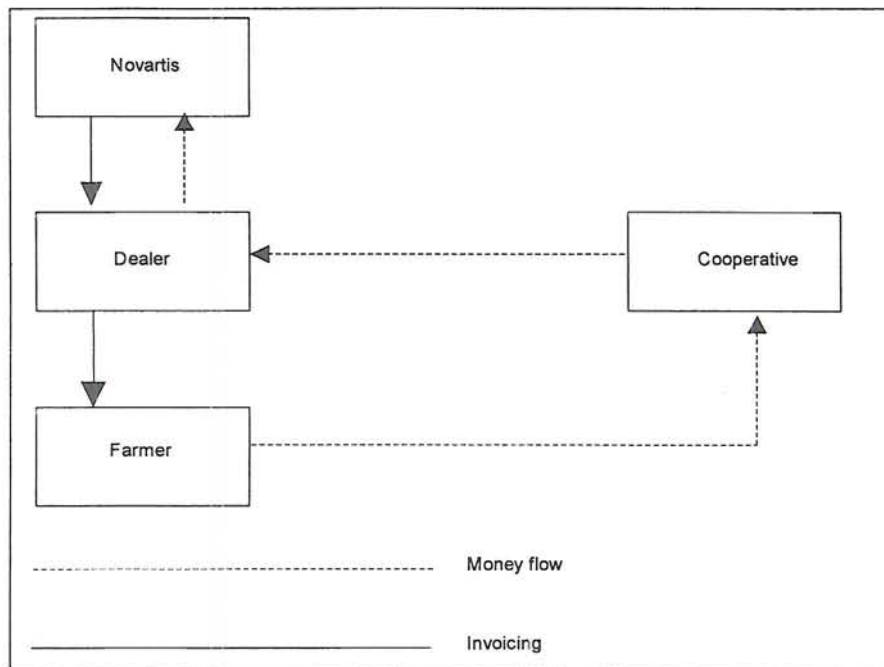 Novartis
Dealer
Cooperative
Farmer
Money flow
Invoicing